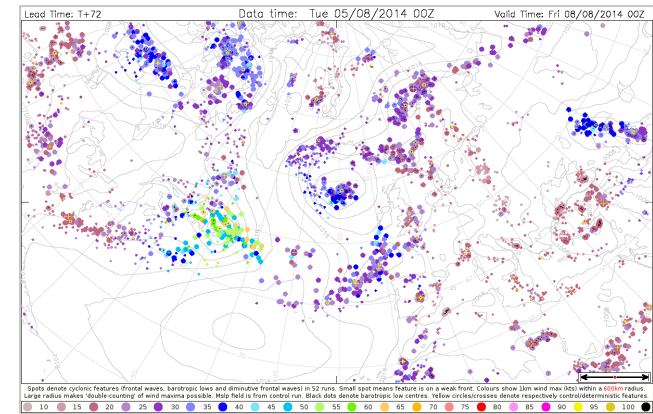 Lead Time: T+72 Data time: Tue 05/08/2014 00Z Valid Time: Fri 08/08/2014 00Z
Spots denote cyclonic features (frontal waves, barotropic lows and diminutive frontal waves) in 52 runs. Small spot means feature is on a weak front. Colours show 1km wind max (kts) within a 600km radius.
Large radius makes 'double-counting' of wind maxima possible. Mslp field is from control run. Black dots denote barotropic low centres. Yellow circles/crosses denote respectively control/deterministic features.
10 15 20 25 30 35 40 45 50 55 60 65 70 75 80 85 90 95 100